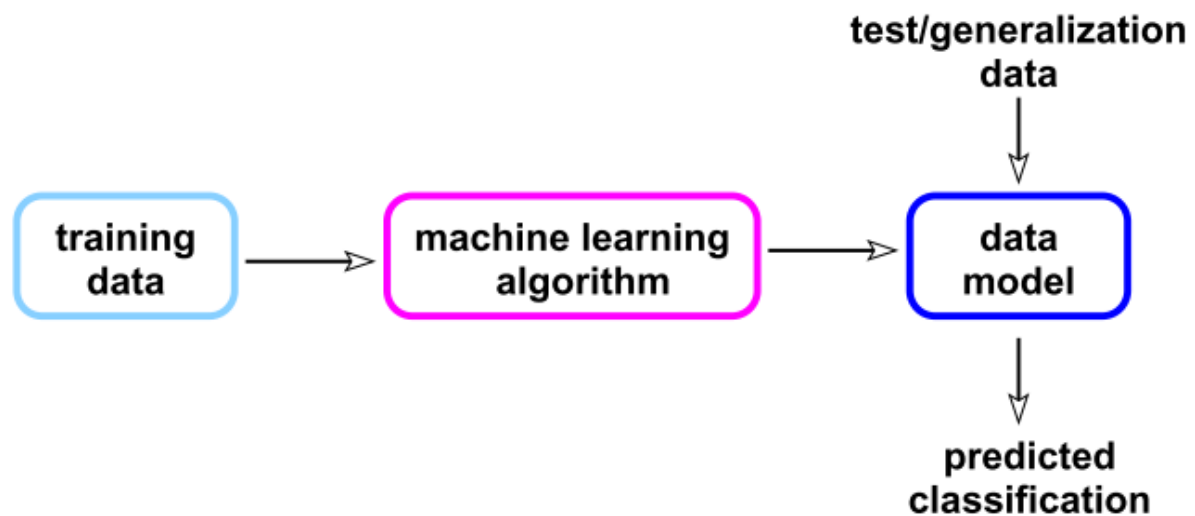 test/generalization
data
training
data
machine learning
algorithm
data
model
predicted
classification